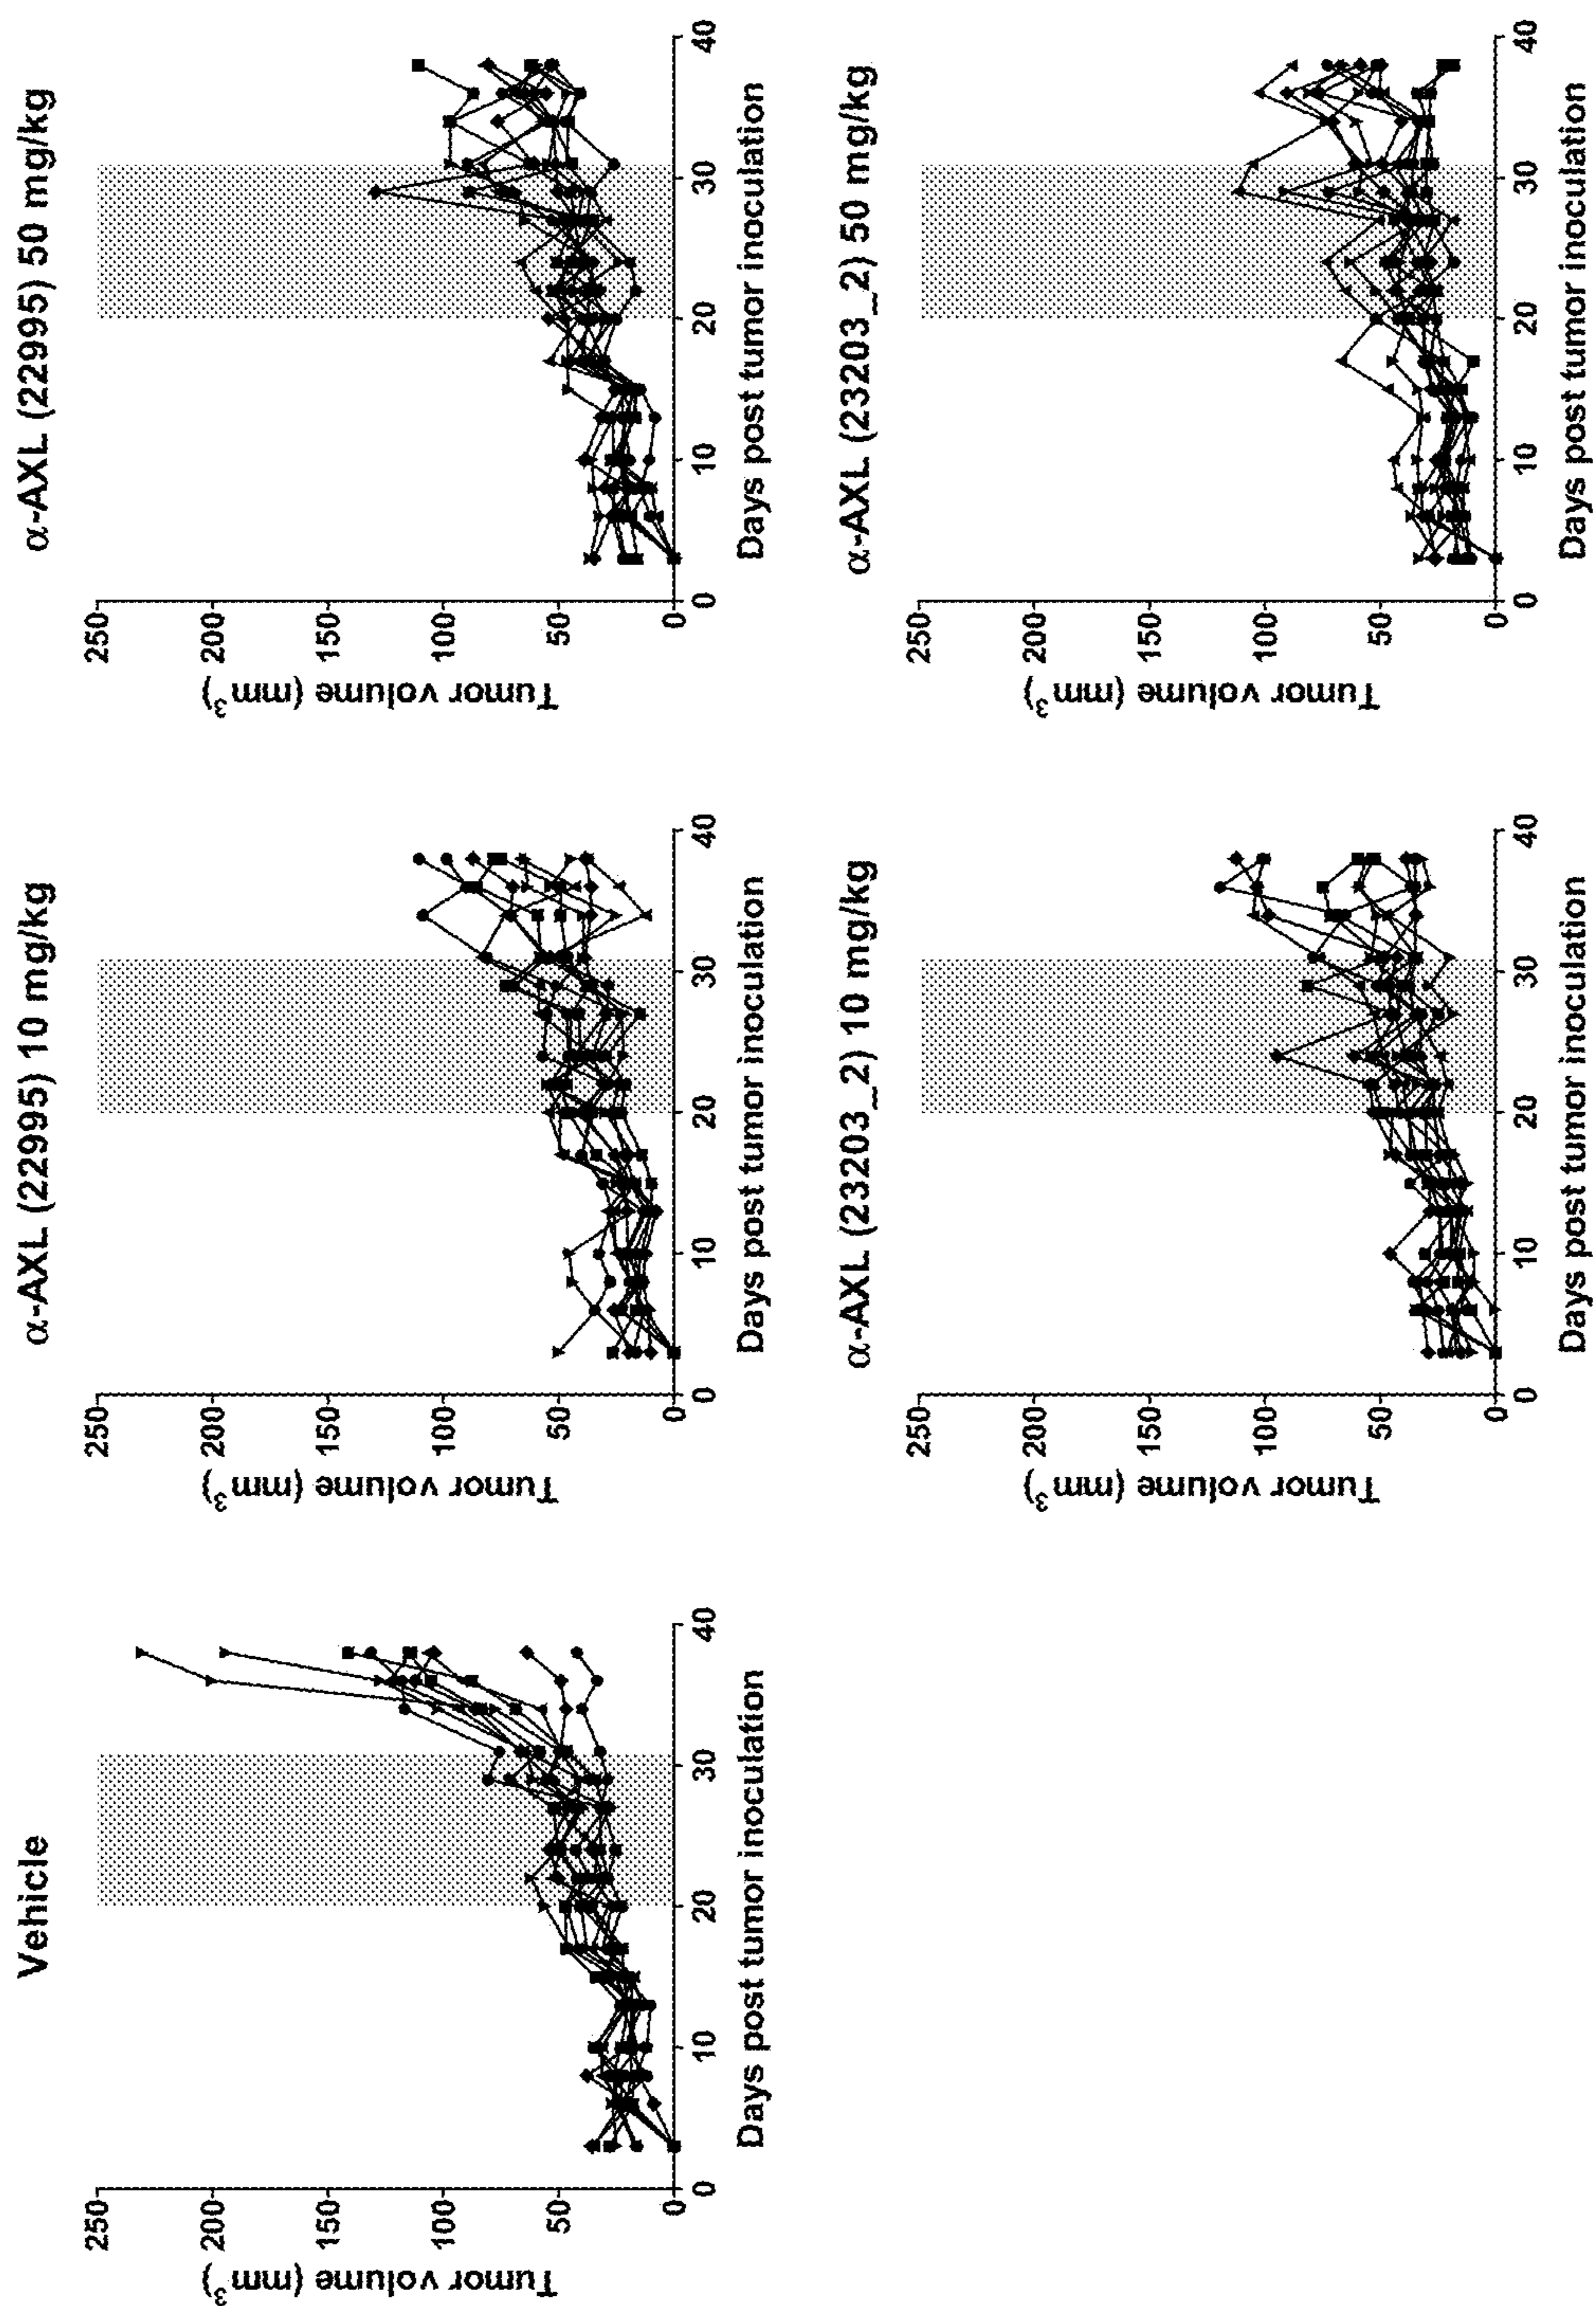 Vehicle
Tumor volume (mm³)
250
200
150
100
50
0
0 10 20 30 40
Days post tumor inoculation
α-AXL (22995) 10 mg/kg
Tumor volume (mm³)
250
200
150
100
50
0
0 10 20 30 40
Days post tumor inoculation
α-AXL (22995) 50 mg/kg
Tumor volume (mm³)
250
200
150
100
50
0
0 10 20 30 40
Days post tumor inoculation
α-AXL (23203_2) 10 mg/kg
Tumor volume (mm³)
250
200
150
100
50
0
0 10 20 30 40
Days post tumor inoculation
α-AXL (23203_2) 50 mg/kg
Tumor volume (mm³)
250
200
150
100
50
0
0 10 20 30 40
Days post tumor inoculation